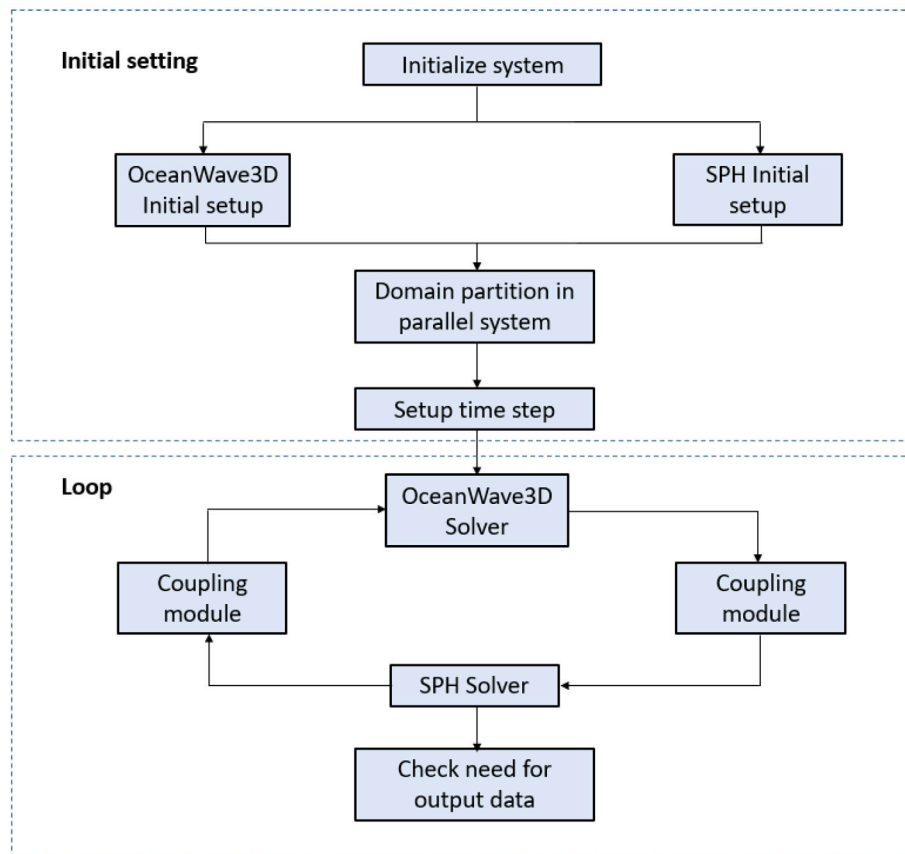 Initial setting
Initialize system
OceanWave3D
Initial setup
SPH Initial
setup
Domain partition in
parallel system
Setup time step
Loop
OceanWave3D
Solver
Coupling
module
Coupling
module
SPH Solver
Check need for
output data